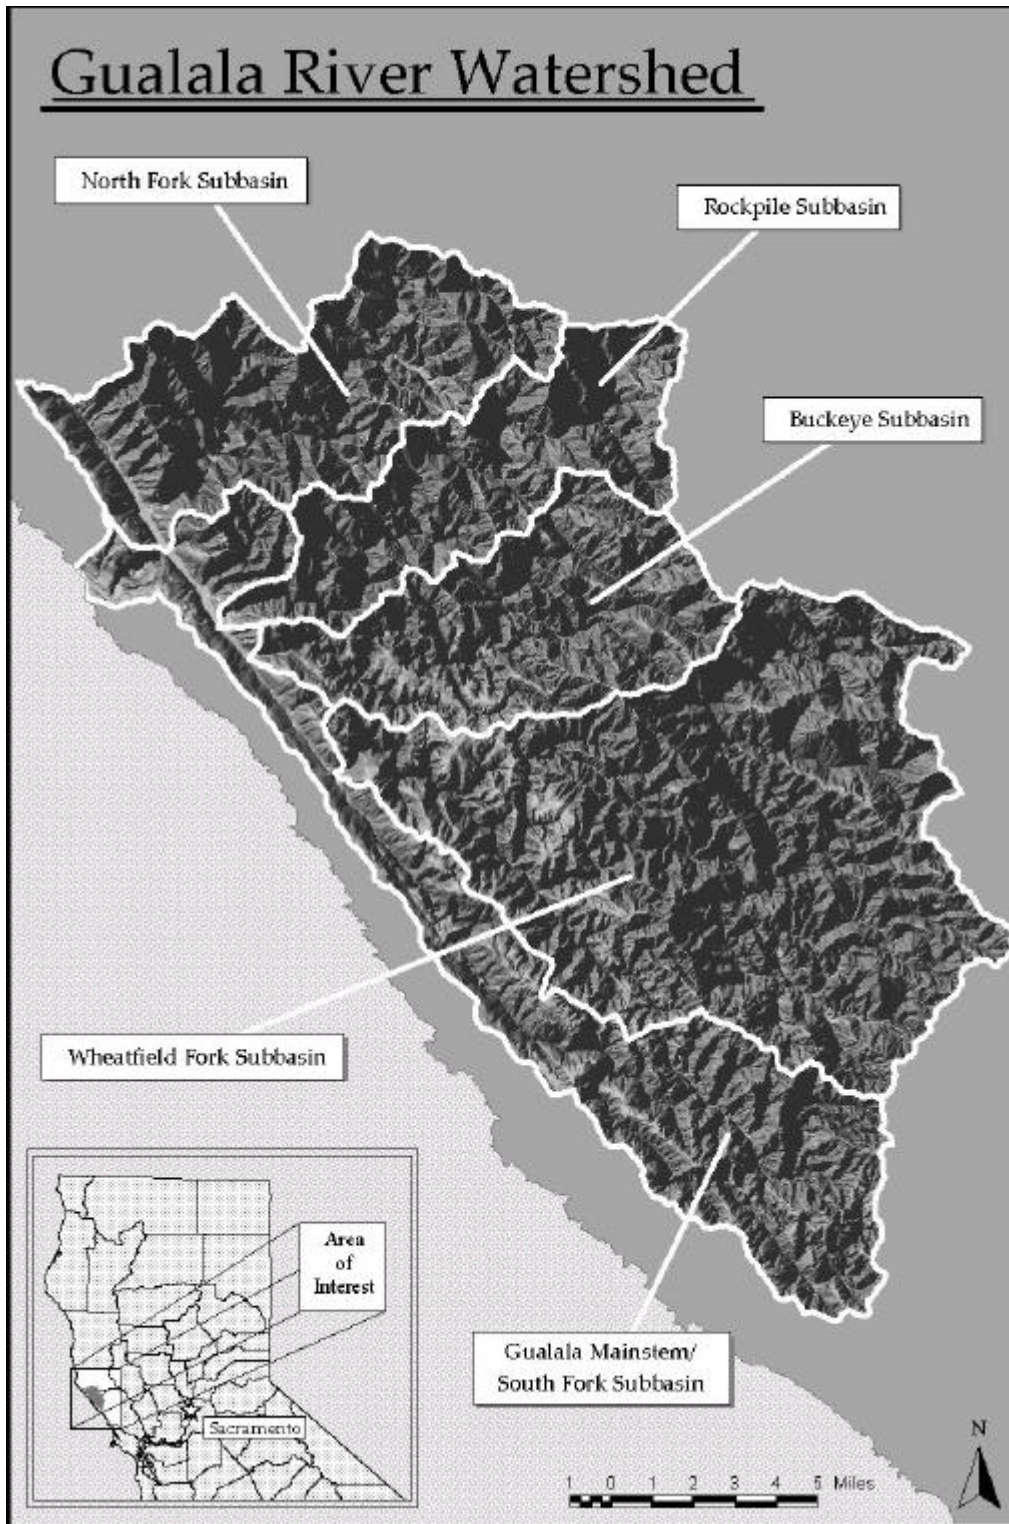 Gualala River Watershed
North Fork Subbasin
Rockpile Subbasin
Buckeye Subbasin
Wheatfield Fork Subbasin
Gualala Mainstem/
South Fork Subbasin
Area
of
Interest
Sacramento
N
1 0 1 2 3 4 5 Miles